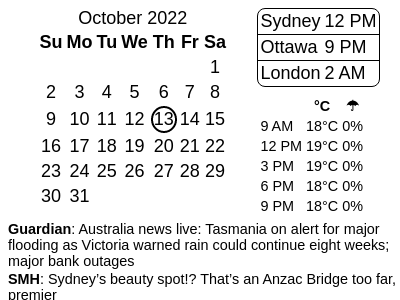 October 2022
Su Mo Tu We Th Fr Sa
1
2 3 4 5 6 7 8
9 10 11 12 13 14 15
16 17 18 19 20 21 22
23 24 25 26 27 28 29
30 31
Sydney 12 PM
Ottawa 9 PM
London 2 AM
°C ☂
9 AM 18°C 0%
12 PM 19°C 0%
3 PM 19°C 0%
6 PM 18°C 0%
9 PM 18°C 0%
Guardian: Australia news live: Tasmania on alert for major
flooding as Victoria warned rain could continue eight weeks;
major bank outages
SMH: Sydney’s beauty spot!? That’s an Anzac Bridge too far,
premier